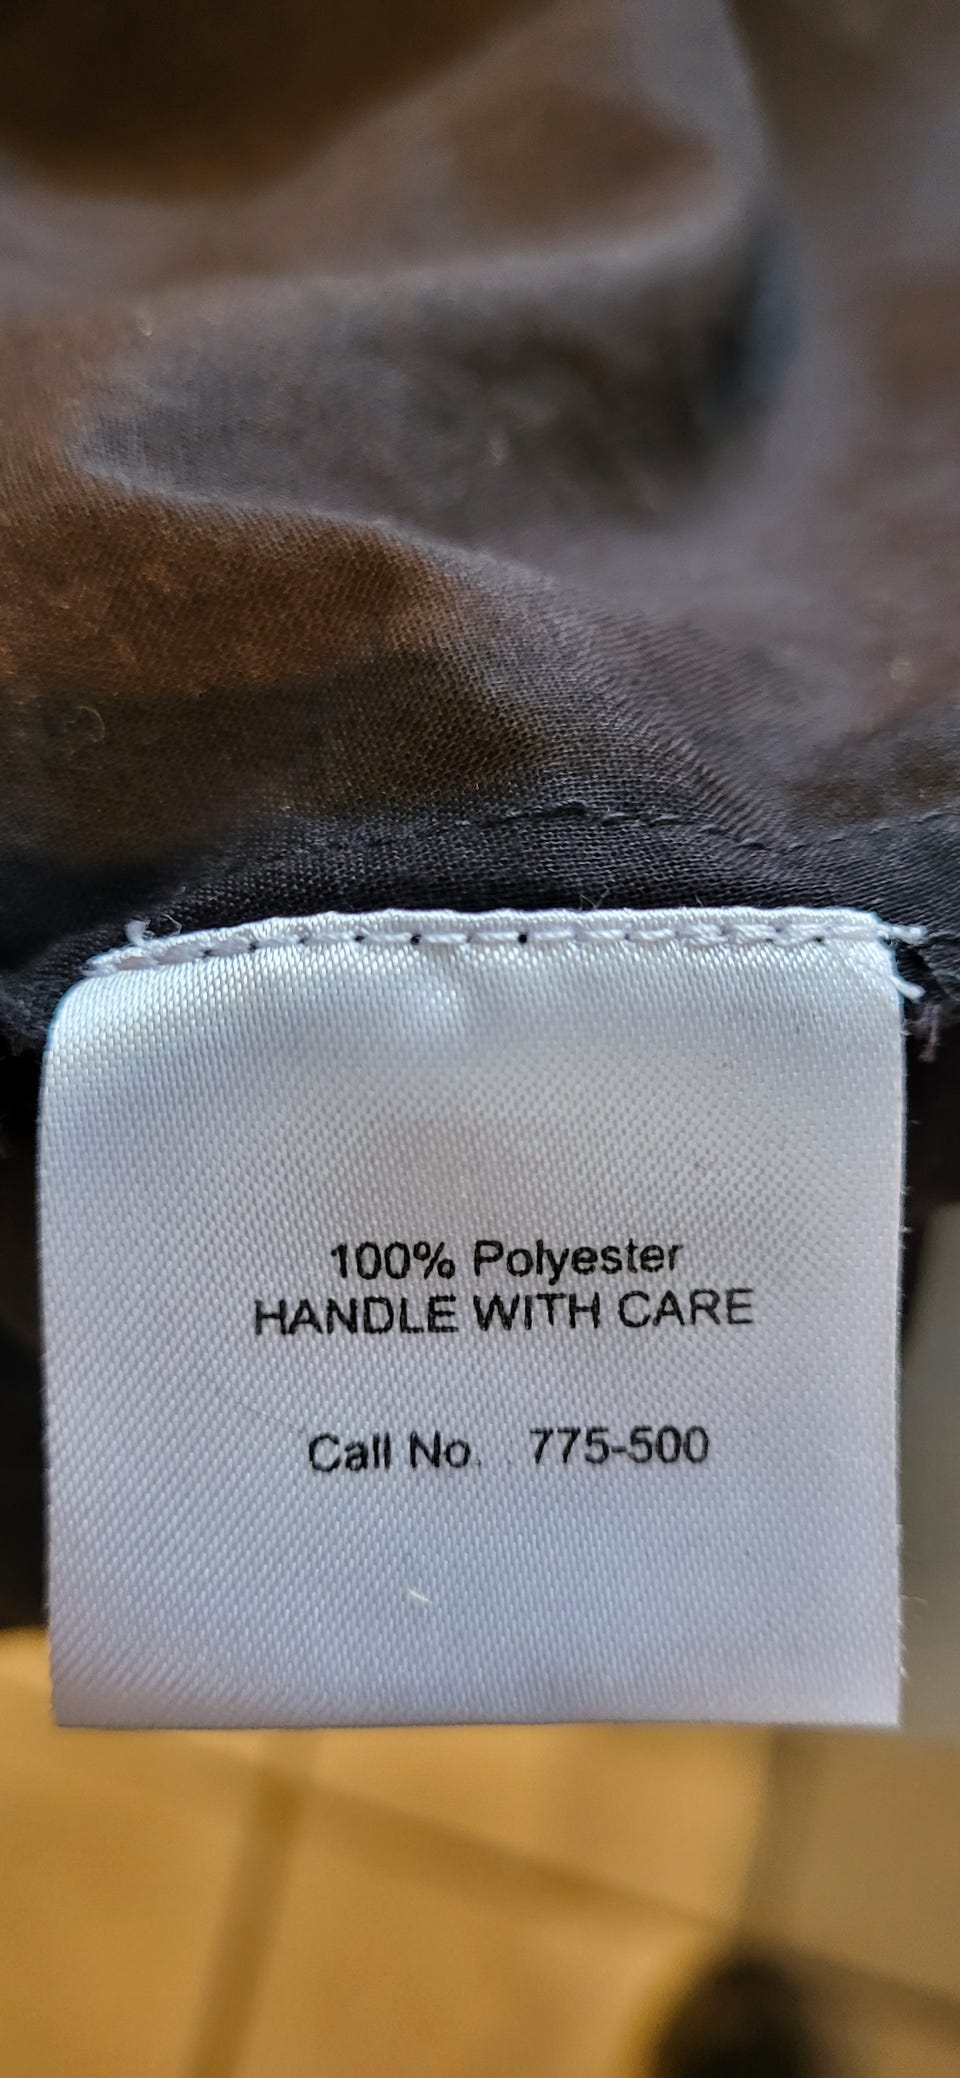 100% Polyester
HANDLE WITH CARE
Call No. 775-500